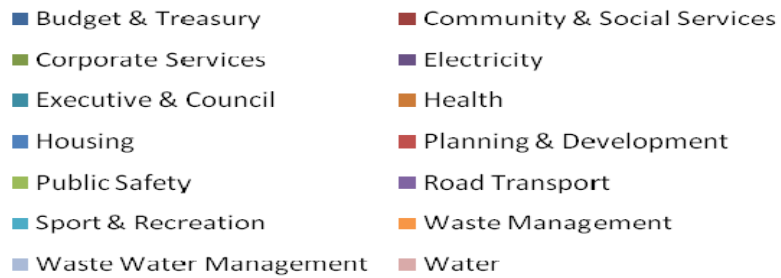 Budget & Treasury Community & Social Services
Corporate Services Electricity
Executive & Council Health
Housing Planning & Development
Public Safety Road Transport
Sport & Recreation Waste Management
Waste Water Management Water